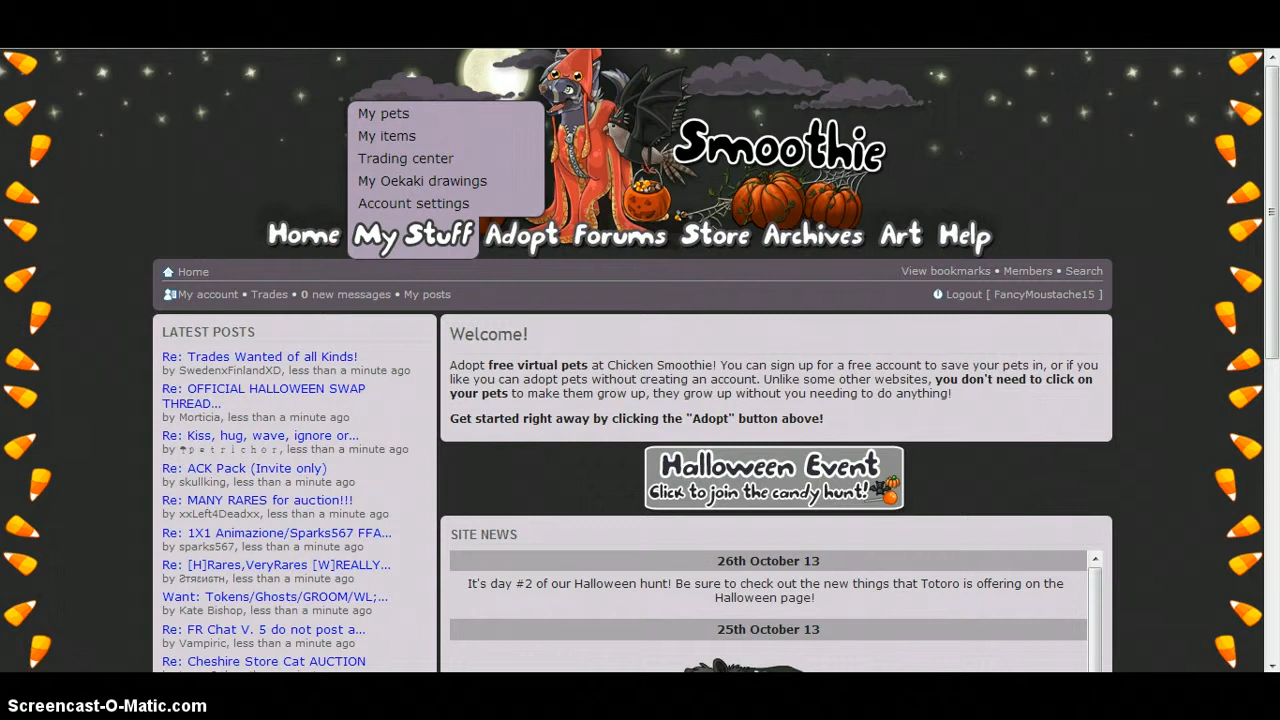 My pets
My items
Trading center
My Oekaki drawings
Account settings
Smoothie
Home My Stuff Adopt Forums Store Archives Art Help
Home
View bookmarks • Members • Search
My account • Trades • 0 new messages • My posts
Logout [ FancyMoustache15 ]
LATEST POSTS
Re: Trades Wanted of all Kinds!
by SwedenxFinlandXD, less than a minute ago
Re: OFFICIAL HALLOWEEN SWAP
THREAD...
by Morticia, less than a minute ago
Re: Kiss, hug, wave, ignore or...
by ☂ p e t r i c h o r, less than a minute ago
Re: ACK Pack (Invite only)
by skullking, less than a minute ago
Re: MANY RARES for auction!!!
by xxLeft4Deadxx, less than a minute ago
Re: 1X1 Animazione/Sparks567 FFA...
by sparks567, less than a minute ago
Re: [H]Rares,VeryRares [W]REALLY...
by less than a minute ago
Want: Tokens/Ghosts/GROOM/WL;...
by Kate Bishop, less than a minute ago
Re: FR Chat V. 5 do not post a...
by Vampiric, less than a minute ago
Re: Cheshire Store Cat AUCTION
Welcome!
Adopt free virtual pets at Chicken Smoothie! You can sign up for a free account to save your pets in, or if you
like you can adopt pets without creating an account. Unlike some other websites, you don't need to click on
your pets to make them grow up, they grow up without you needing to do anything!
Get started right away by clicking the "Adopt" button above!
Halloween Event
Click to join the candy hunt!
SITE NEWS
26th October 13
It's day #2 of our Halloween hunt! Be sure to check out the new things that Totoro is offering on the
Halloween page!
25th October 13
Screencast-O-Matic.com